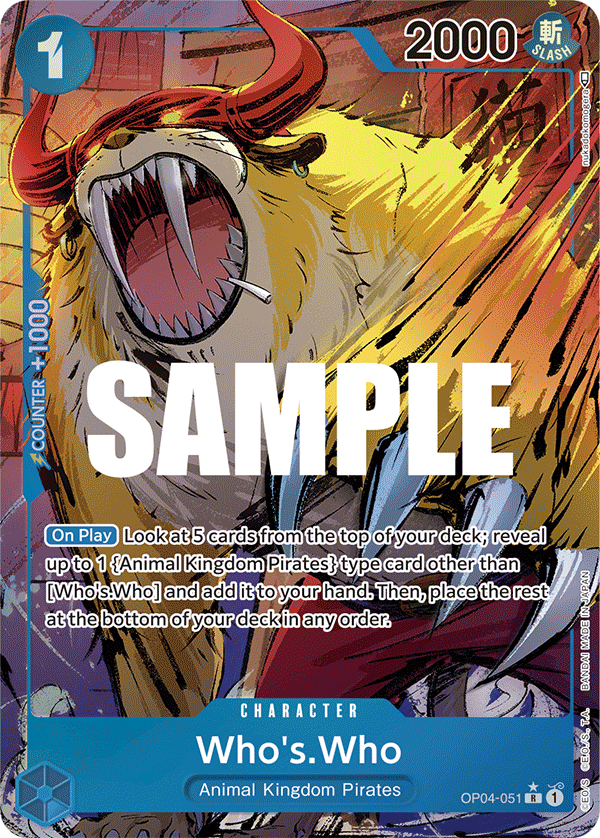 1
2000
斬
SLASH
猫
nukadokomogura
COUNTER +1000
SAMPLE
On Play Look at 5 cards from the top of your deck; reveal
up to 1 {Animal Kingdom Pirates} type card other than
[Who's.Who] and add it to your hand. Then, place the rest
at the bottom of your deck in any order.
CHARACTER
Who's.Who
Animal Kingdom Pirates
OP04-051 R 1
©E.O/S. ©E.O./S., T.A. BANDAI MADE IN JAPAN